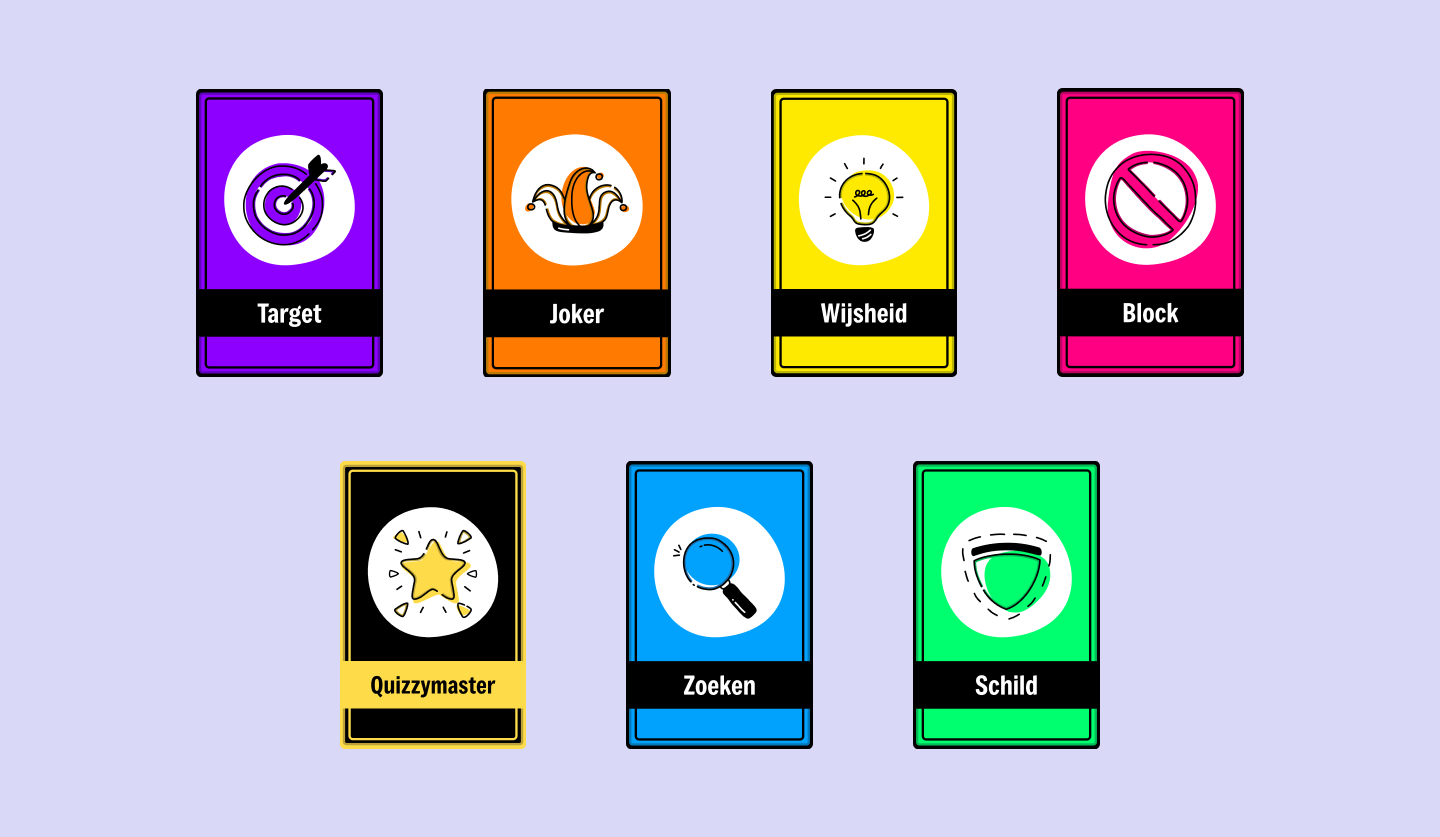 Target
Joker
Wijsheid
Block
Quizzymaster
Zoeken
Schild